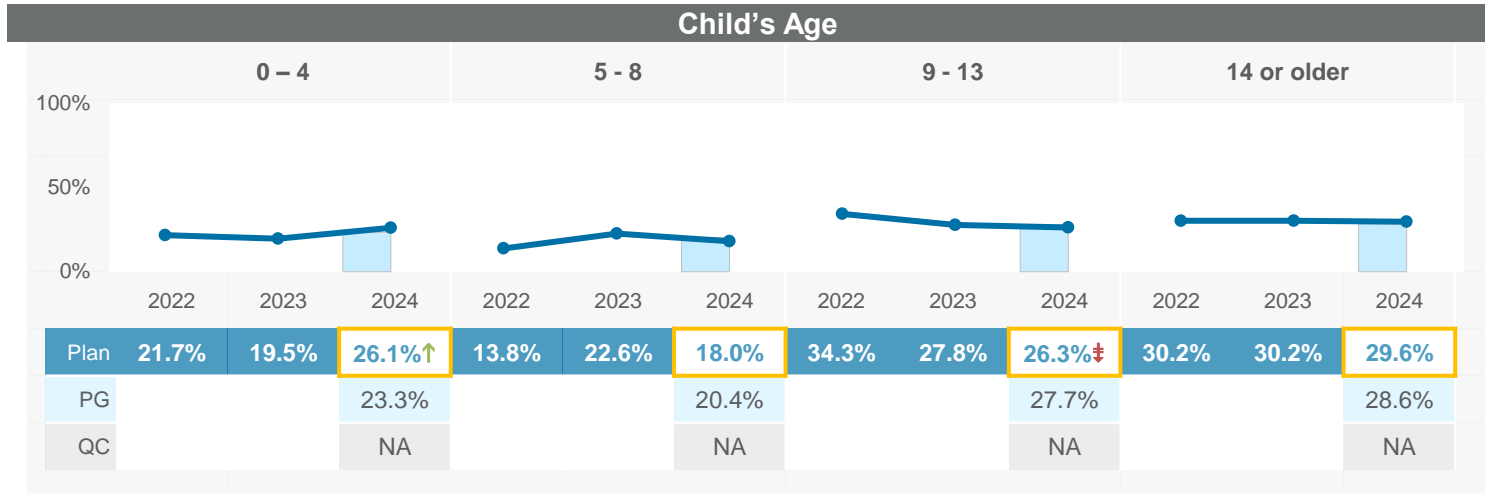 Child’s Age
0 – 4 5 - 8 9 - 13 14 or older
100%
50%
0%
2022 2023 2024 2022 2023 2024 2022 2023 2024 2022 2023 2024
Plan 21.7% 19.5% 26.1%↑ 13.8% 22.6% 18.0% 34.3% 27.8% 26.3%‡ 30.2% 30.2% 29.6%
PG 23.3% 20.4% 27.7% 28.6%
QC NA NA NA NA